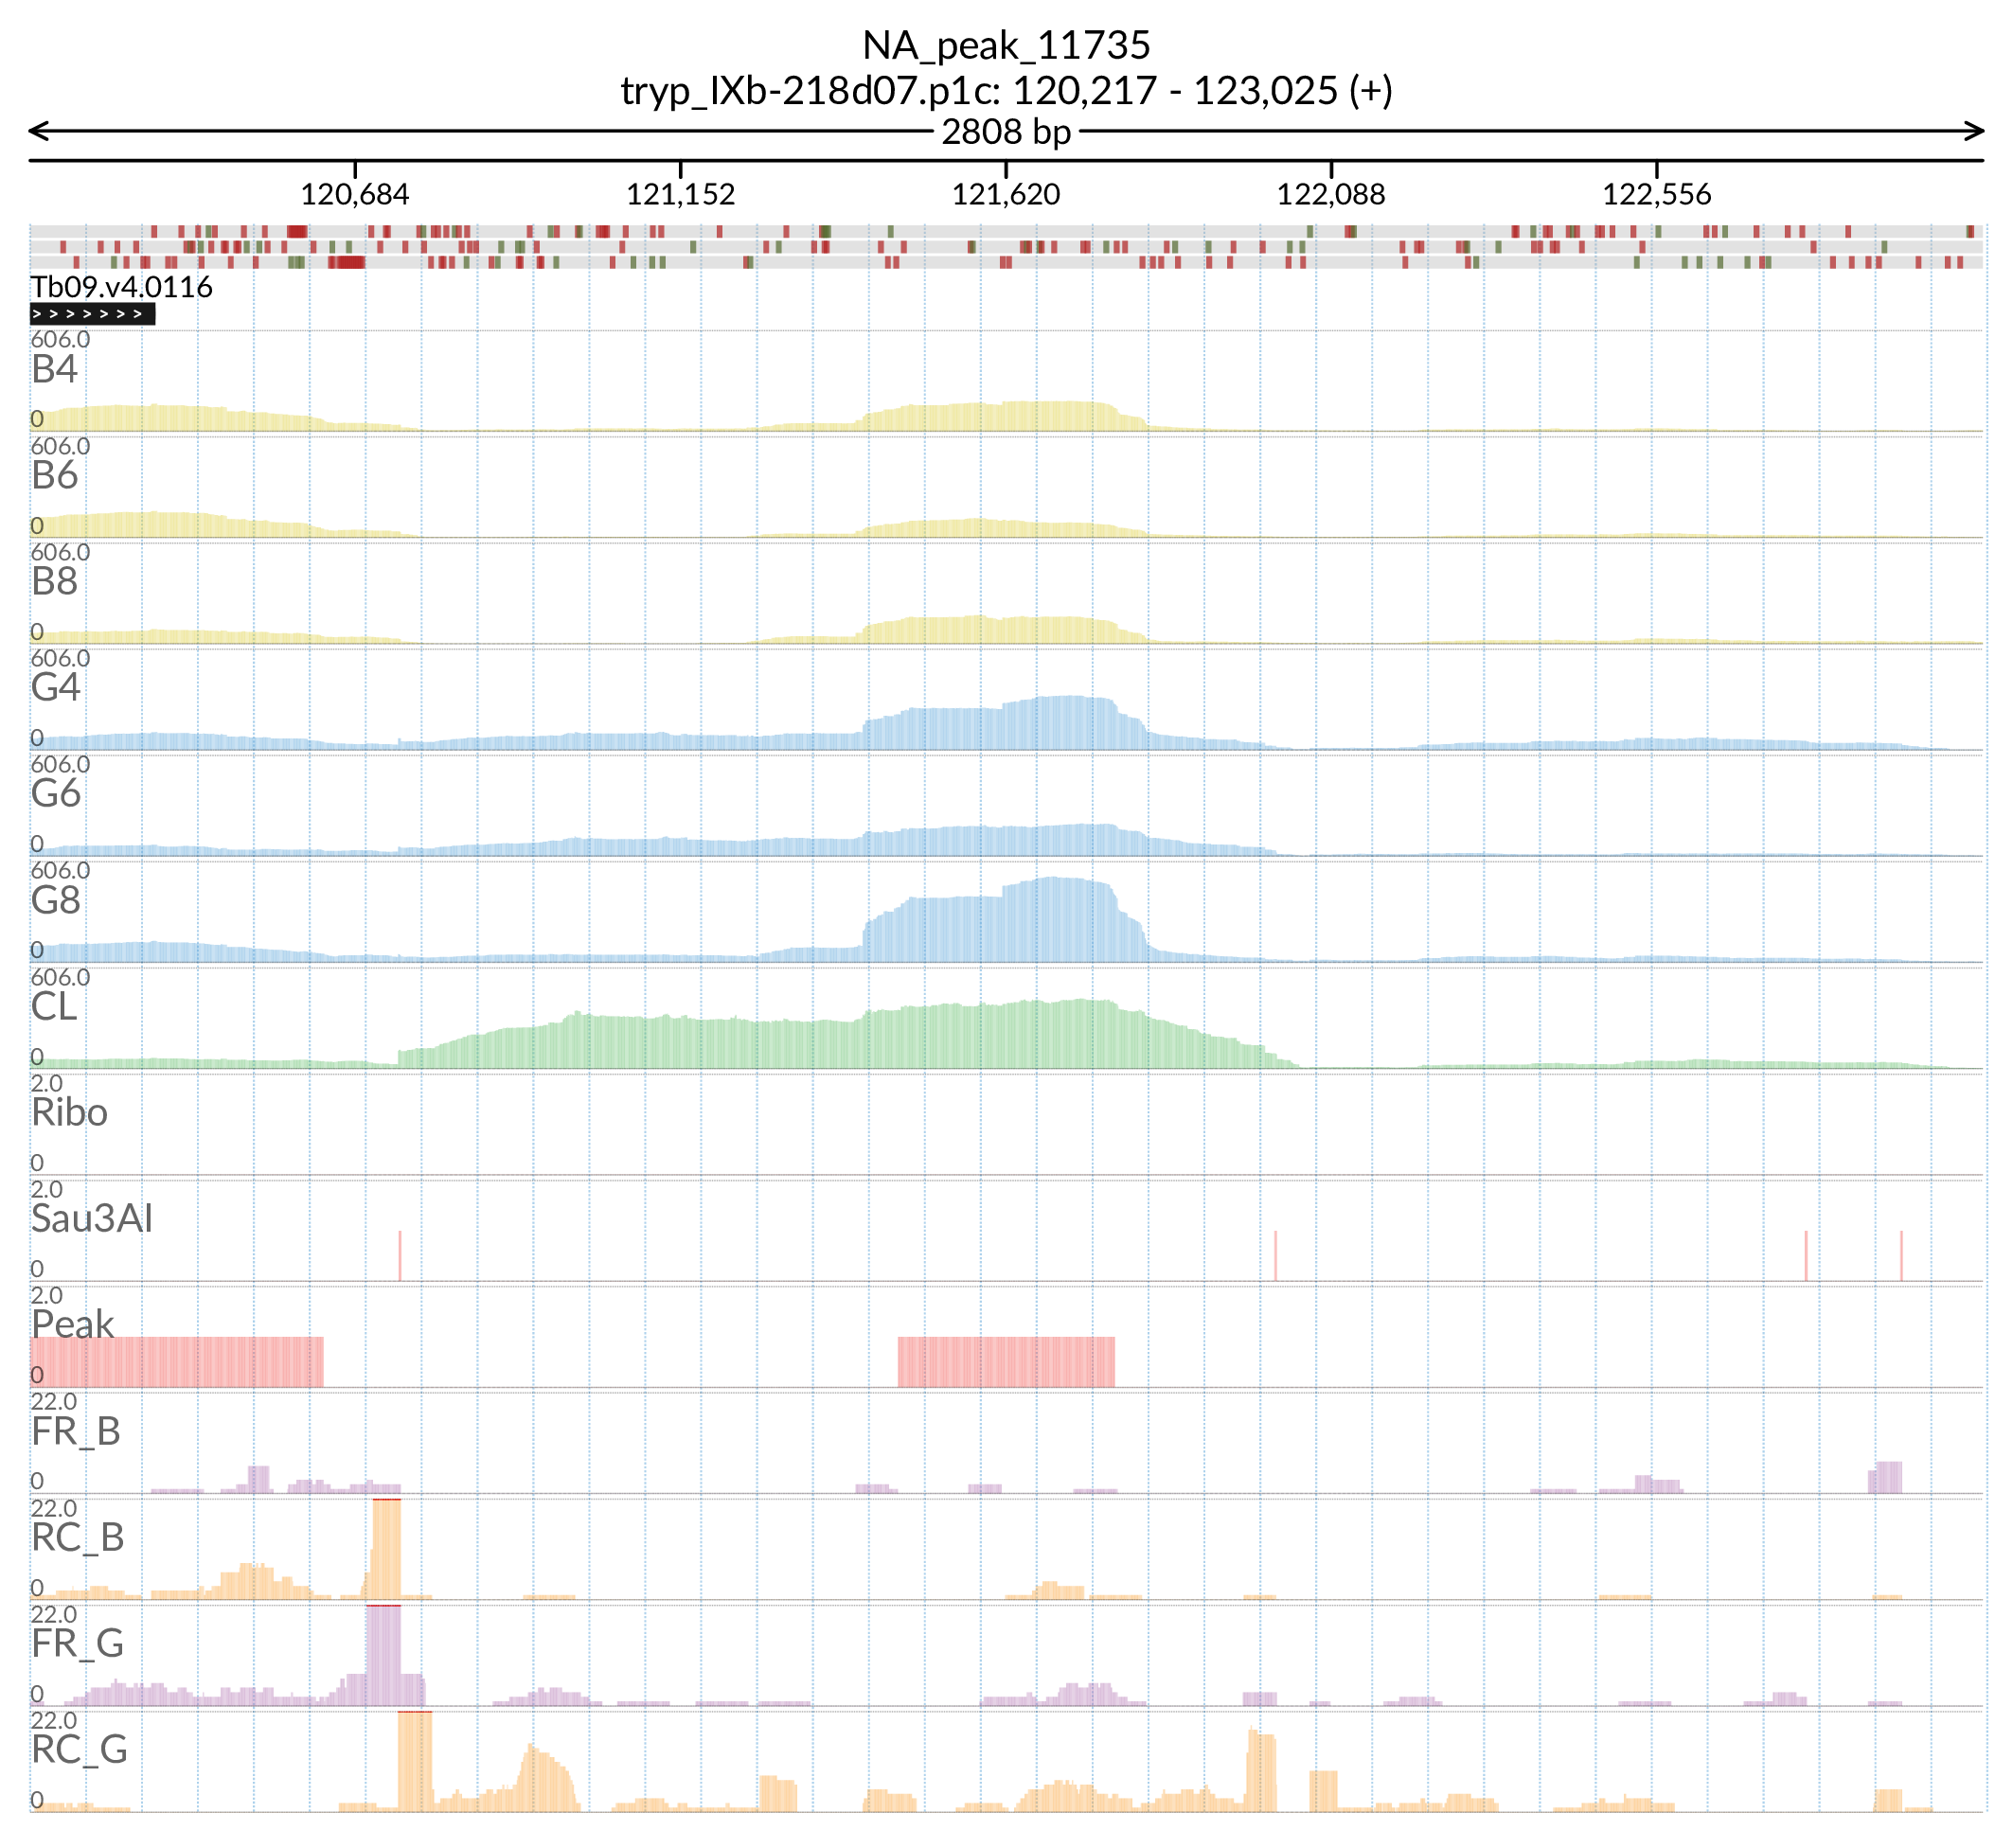 NA_peak_11735
tryp_IXb-218d07.p1c: 120,217 - 123,025 (+)
2808 bp
120,684 121,152 121,620 122,088 122,556
Tb09.v4.0116
> > > > > > >
606.0
B4
0
606.0
B6
0
606.0
B8
0
606.0
G4
0
606.0
G6
0
606.0
G8
0
606.0
CL
0
2.0
Ribo
0
2.0
Sau3AI
0
2.0
Peak
0
22.0
FR_B
0
22.0
RC_B
0
22.0
FR_G
0
22.0
RC_G
0